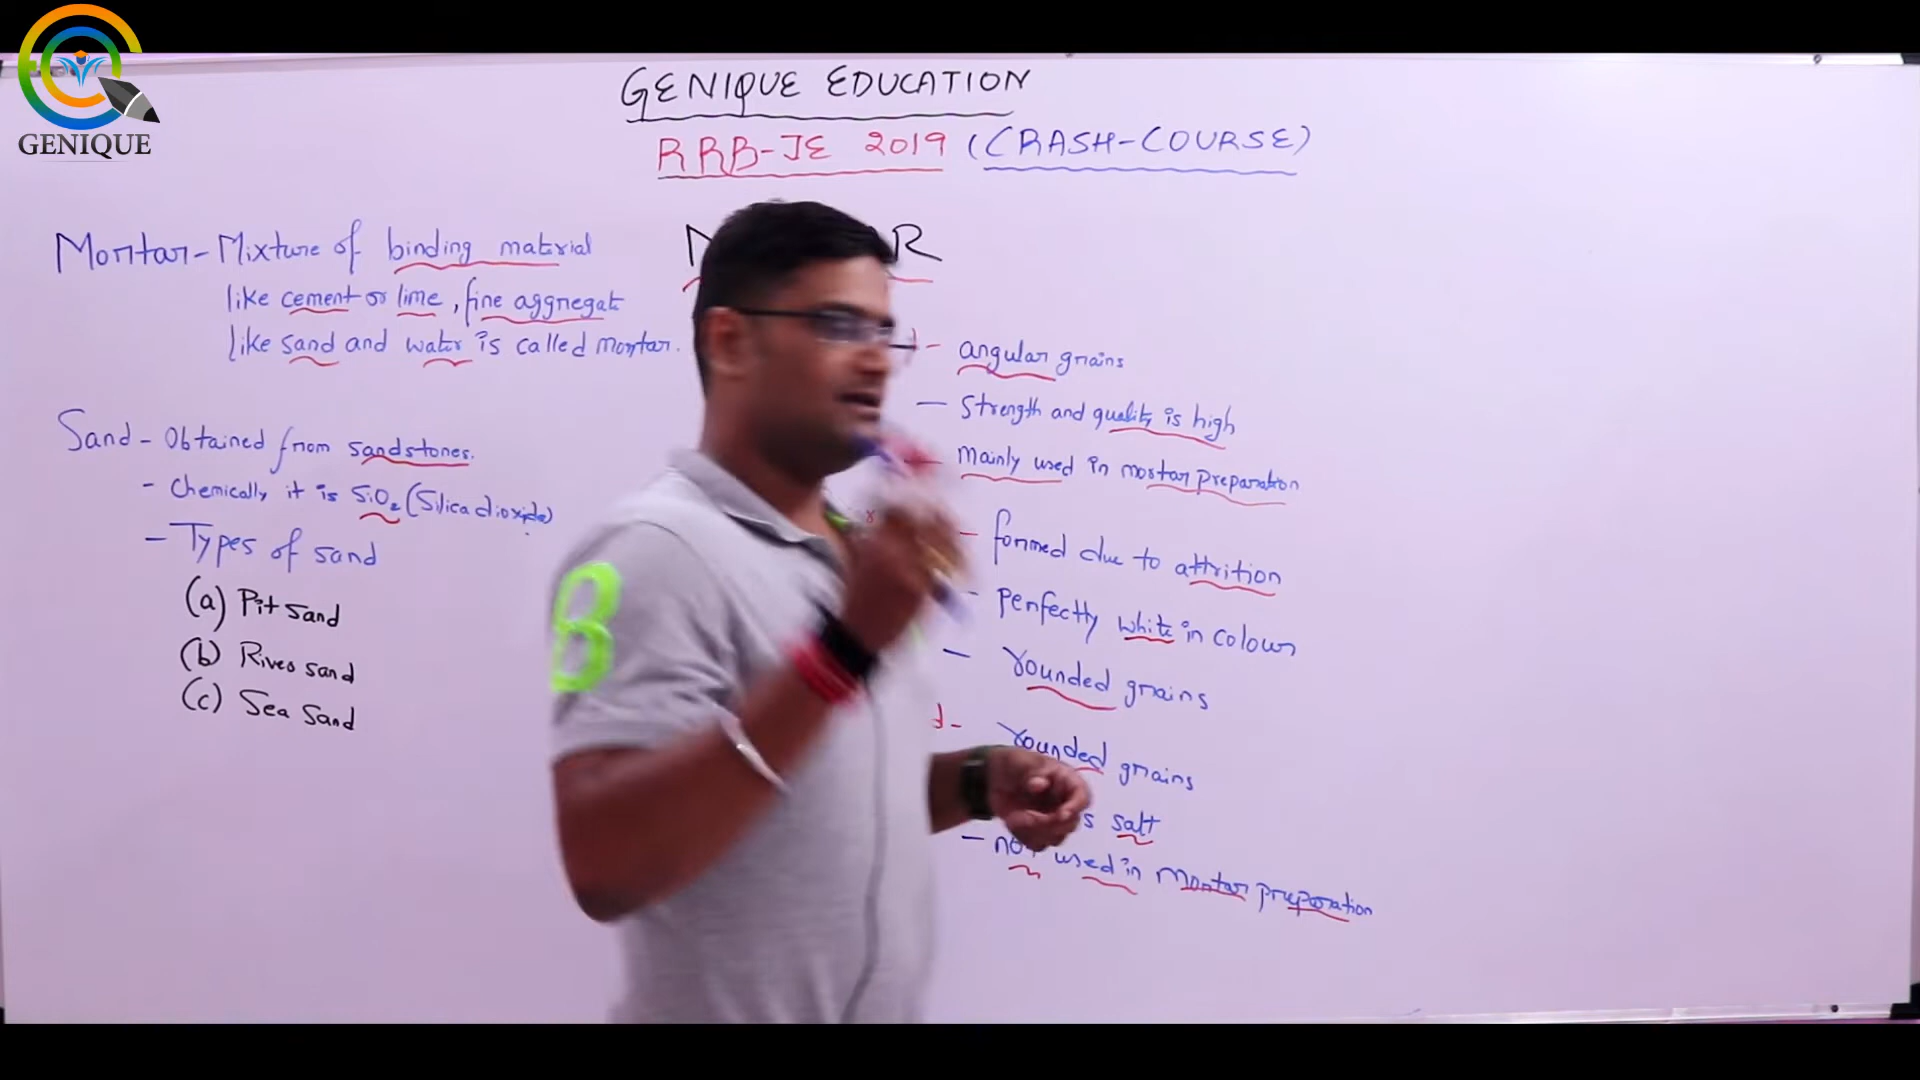 GENIQUE
GENIQUE EDUCATION
RRB-JE 2019 (CRASH-COURSE)
Mortar - Mixture of binding material
like cement or lime, fine aggregate
like sand and water is called mortar.
Sand - Obtained from sandstones.
- Chemically it is SiO2 (Silica dioxide)
- Types of sand
(a) Pit sand
(b) River sand
(c) Sea Sand
R
- angular grains
- Strength and quality is high
- Mainly used in mortar preparation
- formed due to attrition
- perfectly white in colour
- rounded grains
d - rounded grains
s salt
- not used in mortar preparation
B